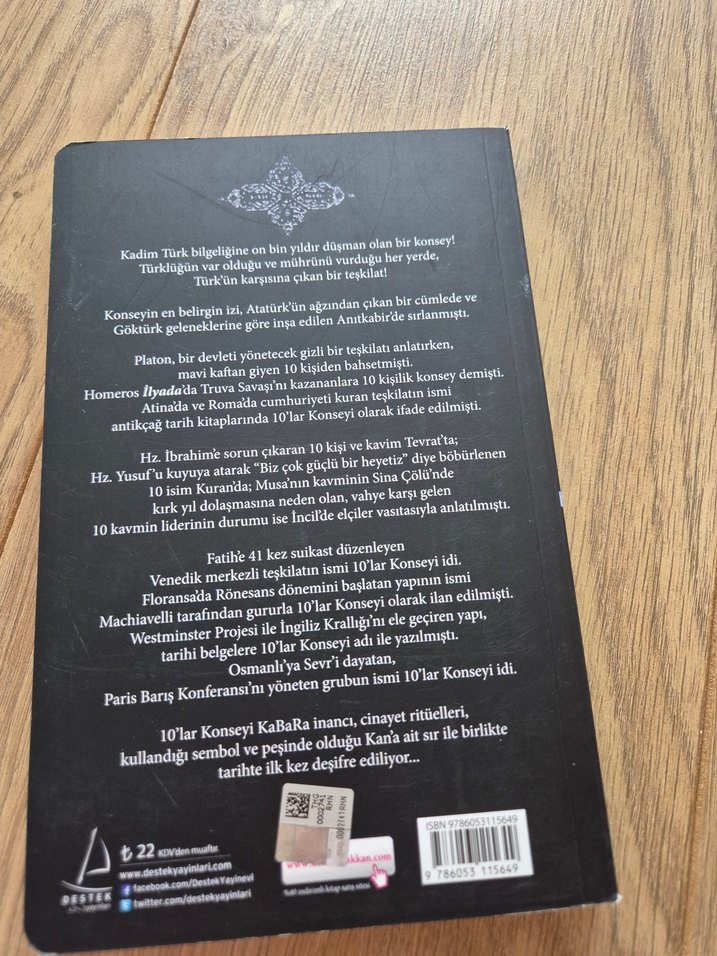 Kadim Türk bilgeliğine on bin yıldır düşman olan bir konsey!
Türklüğün var olduğu ve mührünü vurduğu her yerde,
Türk'ün karşısına çıkan bir teşkilat!
Konseyin en belirgin izi, Atatürk'ün ağzından çıkan bir cümlede ve
Göktürk geleneklerine göre inşa edilen Anıtkabir'de sırlanmıştı.
Platon, bir devleti yönetecek gizli bir teşkilatı anlatırken,
mavi kaftan giyen 10 kişiden bahsetmişti.
Homeros İlyada'da Truva Savaşı'nı kazananlara 10 kişilik konsey demişti.
Atina'da ve Roma'da cumhuriyeti kuran teşkilatın ismi
antikçağ tarih kitaplarında 10'lar Konseyi olarak ifade edilmişti.
Hz. İbrahim'e sorun çıkaran 10 kişi ve kavim Tevrat'ta;
Hz. Yusuf'u kuyuya atarak "Biz çok güçlü bir heyetiz" diye böbürlenen
10 isim Kuran'da; Musa'nın kavminin Sina Çölü'nde
kırk yıl dolaşmasına neden olan, vahye karşı gelen
10 kavmin liderinin durumu ise İncil'de elçiler vasıtasıyla anlatılmıştı.
Fatih'e 41 kez suikast düzenleyen
Venedik merkezli teşkilatın ismi 10'lar Konseyi idi.
Floransa'da Rönesans dönemini başlatan yapının ismi
Machiavelli tarafından gururla 10'lar Konseyi olarak ilan edilmişti.
Westminster Projesi ile İngiliz Krallığı'nı ele geçiren yapı,
tarihi belgelere 10'lar Konseyi adı ile yazılmıştı.
Osmanlı'ya Sevr'i dayatan,
Paris Barış Konferansı'nı yöneten grubun ismi 10'lar Konseyi idi.
10'lar Konseyi KaBaRa inancı, cinayet ritüelleri,
kullandığı sembol ve peşinde olduğu Kan'a ait sır ile birlikte
tarihte ilk kez deşifre ediliyor...
THG
0002741
RHN
0002741RHN
₺ 22 KDV'den muaftır.
www.destekyayinlari.com
facebook.com/DestekYayinevi
twitter.com/destekyayinlari
DESTEK
yayınları
akkan.com
%40 indirimli kitap satış sitesi
ISBN 9786053115649
9 786053 115649